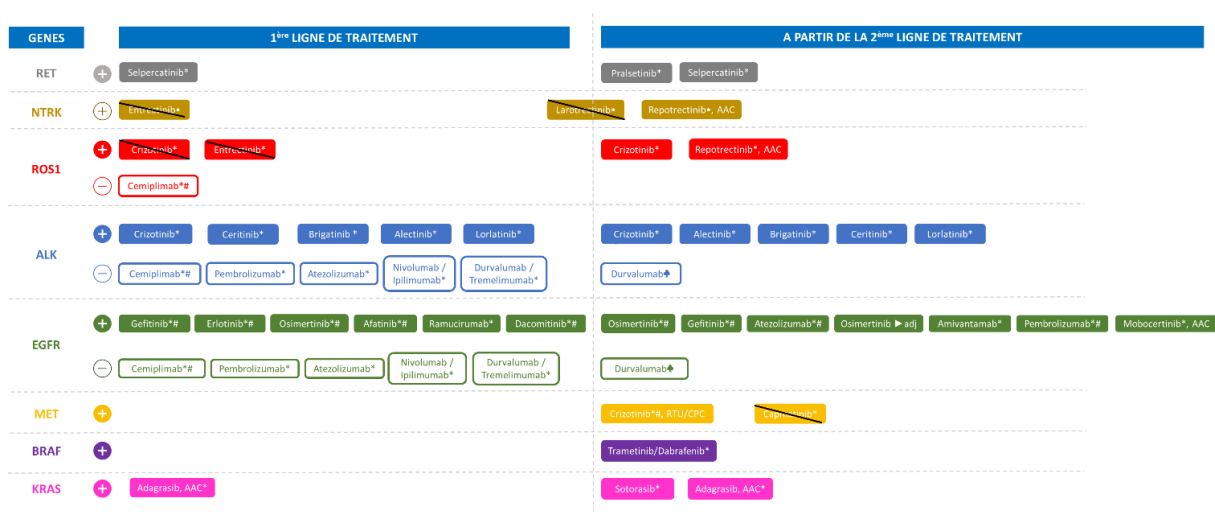 GENES
1ère LIGNE DE TRAITEMENT
A PARTIR DE LA 2ème LIGNE DE TRAITEMENT
RET
+
Selpercatinib*
Pralsetinib*
Selpercatinib*
NTRK
+
Entrectinib•
Larotrectinib•
Repotrectinib•, AAC
ROS1
+
Crizotinib*
Entrectinib*
Crizotinib*
Repotrectinib*, AAC
−
Cemiplimab*#
ALK
+
Crizotinib*
Ceritinib*
Brigatinib *
Alectinib*
Lorlatinib*
Crizotinib*
Alectinib*
Brigatinib*
Ceritinib*
Lorlatinib*
−
Cemiplimab*#
Pembrolizumab*
Atezolizumab*
Nivolumab /
Ipilimumab*
Durvalumab /
Tremelimumab*
Durvalumab♠
EGFR
+
Gefitinib*#
Erlotinib*#
Osimertinib*#
Afatinib*#
Ramucirumab*
Dacomitinib*#
Osimertinib*#
Gefitinib*#
Atezolizumab*#
Osimertinib ►adj
Amivantamab*
Pembrolizumab*#
Mobocertinib*, AAC
−
Cemiplimab*#
Pembrolizumab*
Atezolizumab*
Nivolumab /
Ipilimumab*
Durvalumab /
Tremelimumab*
Durvalumab♠
MET
+
Crizotinib*#, RTU/CPC
Capmatinib*
BRAF
+
Trametinib/Dabrafenib*
KRAS
+
Adagrasib, AAC*
Sotorasib*
Adagrasib, AAC*